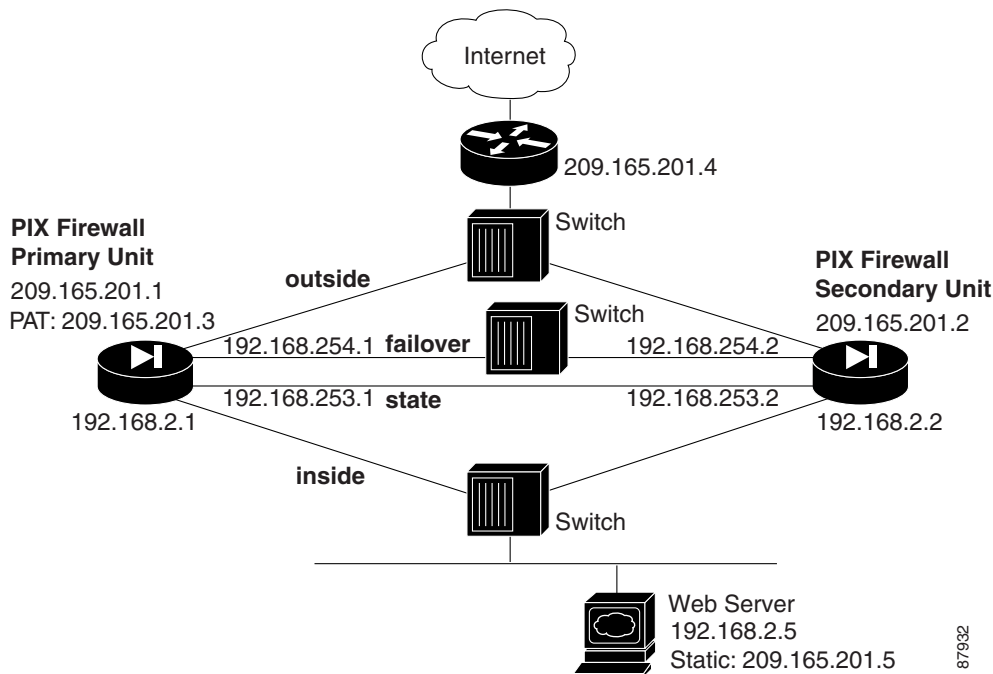 Internet
209.165.201.4
Switch
PIX Firewall
Primary Unit
209.165.201.1
PAT: 209.165.201.3
outside
PIX Firewall
Secondary Unit
209.165.201.2
Switch
192.168.254.1 failover 192.168.254.2
192.168.253.1 state 192.168.253.2
192.168.2.1
192.168.2.2
inside
Switch
Web Server
192.168.2.5
Static: 209.165.201.5
87932